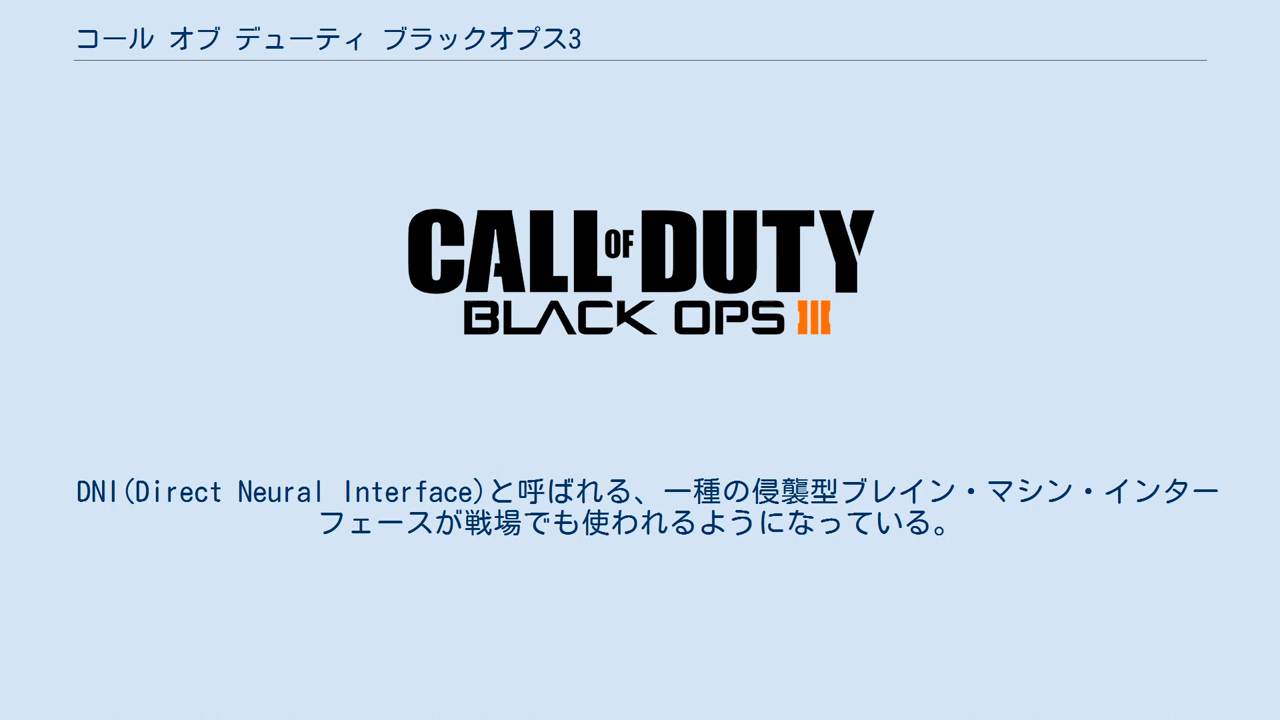 コール オブ デューティ ブラックオプス3
CALL OF DUTY
BLACK OPS III
DNI(Direct Neural Interface)と呼ばれる、一種の侵襲型ブレイン・マシン・インター
フェースが戦場でも使われるようになっている。